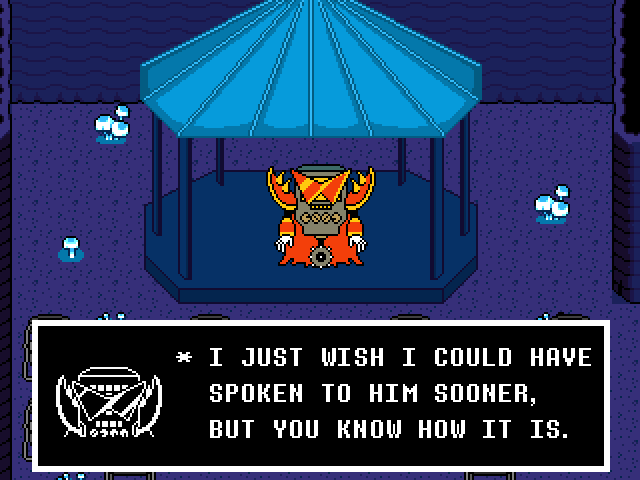 * I JUST WISH I COULD HAVE
SPOKEN TO HIM SOONER,
BUT YOU KNOW HOW IT IS.